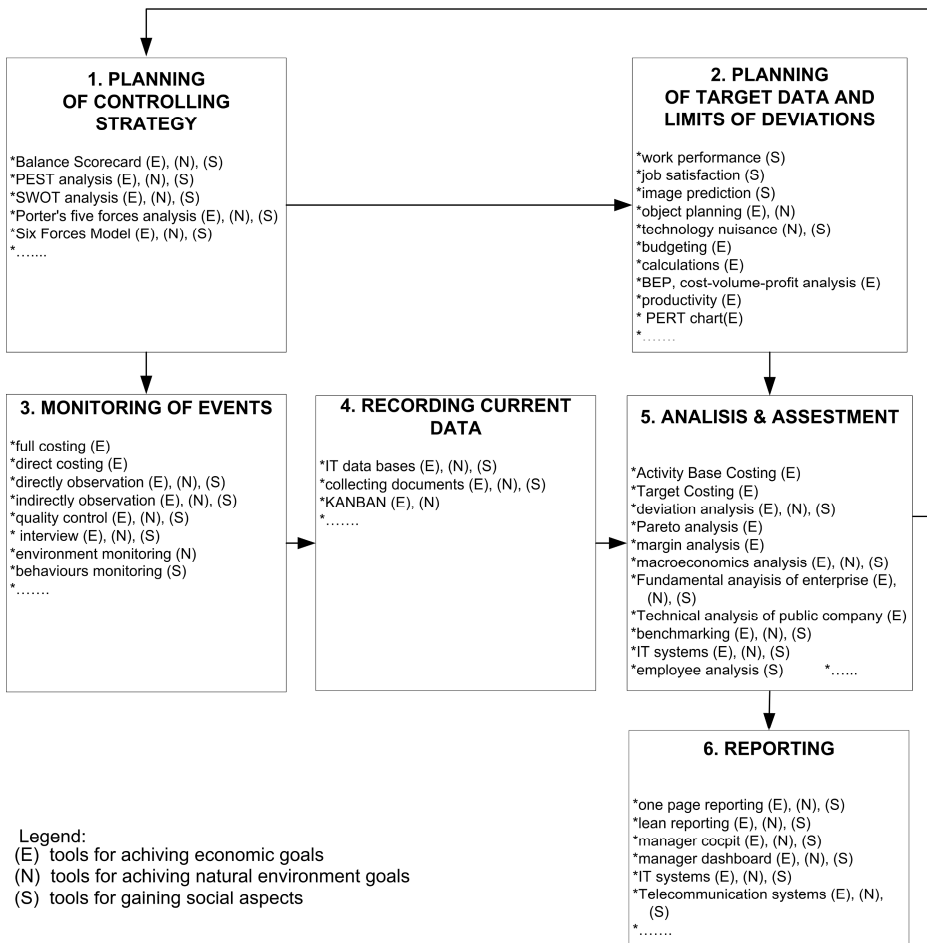 1. PLANNING
OF CONTROLLING
STRATEGY
*Balance Scorecard (E), (N), (S)
*PEST analysis (E), (N), (S)
*SWOT analysis (E), (N), (S)
*Porter's five forces analysis (E), (N), (S)
*Six Forces Model (E), (N), (S)
*…....
2. PLANNING
OF TARGET DATA AND
LIMITS OF DEVIATIONS
*work performance (S)
*job satisfaction (S)
*image prediction (S)
*object planning (E), (N)
*technology nuisance (N), (S)
*budgeting (E)
*calculations (E)
*BEP, cost-volume-profit analysis (E)
*productivity (E)
* PERT chart(E)
*…….
3. MONITORING OF EVENTS
*full costing (E)
*direct costing (E)
*directly observation (E), (N), (S)
*indirectly observation (E), (N), (S)
*quality control (E), (N), (S)
* interview (E), (N), (S)
*environment monitoring (N)
*behaviours monitoring (S)
*…….
4. RECORDING CURRENT
DATA
*IT data bases (E), (N), (S)
*collecting documents (E), (N), (S)
*KANBAN (E), (N)
*…….
5. ANALISIS & ASSESTMENT
*Activity Base Costing (E)
*Target Costing (E)
*deviation analysis (E), (N), (S)
*Pareto analysis (E)
*margin analysis (E)
*macroeconomics analysis (E), (N), (S)
*Fundamental anayisis of enterprise (E),
(N), (S)
*Technical analysis of public company (E)
*benchmarking (E), (N), (S)
*IT systems (E), (N), (S)
*employee analysis (S) *…...
6. REPORTING
*one page reporting (E), (N), (S)
*lean reporting (E), (N), (S)
*manager cocpit (E), (N), (S)
*manager dashboard (E), (N), (S)
*IT systems (E), (N), (S)
*Telecommunication systems (E), (N),
(S)
*…….
Legend:
(E) tools for achiving economic goals
(N) tools for achiving natural environment goals
(S) tools for gaining social aspects